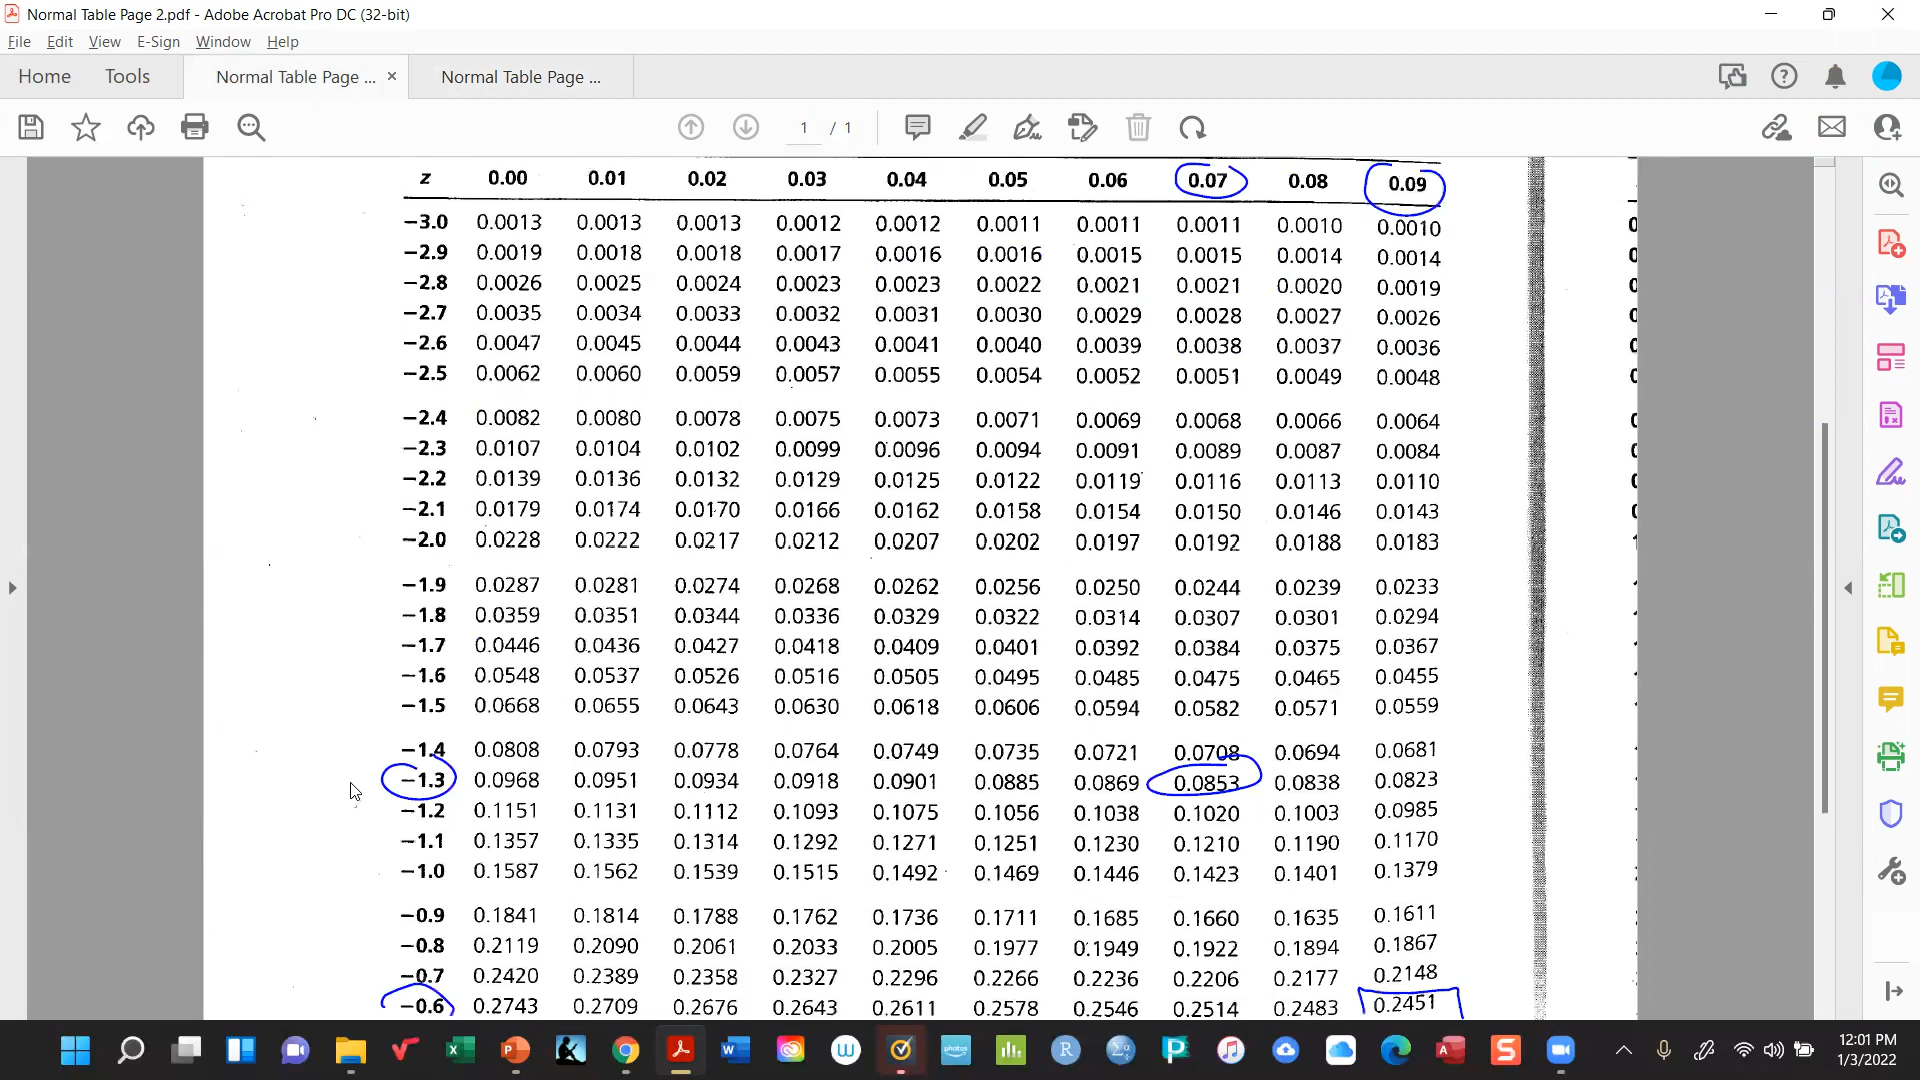 Normal Table Page 2.pdf - Adobe Acrobat Pro DC (32-bit)
File Edit View E-Sign Window Help
Home Tools Normal Table Page ... × Normal Table Page ...
1 / 1
z 0.00 0.01 0.02 0.03 0.04 0.05 0.06 0.07 0.08 0.09
−3.0 0.0013 0.0013 0.0013 0.0012 0.0012 0.0011 0.0011 0.0011 0.0010 0.0010
−2.9 0.0019 0.0018 0.0018 0.0017 0.0016 0.0016 0.0015 0.0015 0.0014 0.0014
−2.8 0.0026 0.0025 0.0024 0.0023 0.0023 0.0022 0.0021 0.0021 0.0020 0.0019
−2.7 0.0035 0.0034 0.0033 0.0032 0.0031 0.0030 0.0029 0.0028 0.0027 0.0026
−2.6 0.0047 0.0045 0.0044 0.0043 0.0041 0.0040 0.0039 0.0038 0.0037 0.0036
−2.5 0.0062 0.0060 0.0059 0.0057 0.0055 0.0054 0.0052 0.0051 0.0049 0.0048
−2.4 0.0082 0.0080 0.0078 0.0075 0.0073 0.0071 0.0069 0.0068 0.0066 0.0064
−2.3 0.0107 0.0104 0.0102 0.0099 0.0096 0.0094 0.0091 0.0089 0.0087 0.0084
−2.2 0.0139 0.0136 0.0132 0.0129 0.0125 0.0122 0.0119 0.0116 0.0113 0.0110
−2.1 0.0179 0.0174 0.0170 0.0166 0.0162 0.0158 0.0154 0.0150 0.0146 0.0143
−2.0 0.0228 0.0222 0.0217 0.0212 0.0207 0.0202 0.0197 0.0192 0.0188 0.0183
−1.9 0.0287 0.0281 0.0274 0.0268 0.0262 0.0256 0.0250 0.0244 0.0239 0.0233
−1.8 0.0359 0.0351 0.0344 0.0336 0.0329 0.0322 0.0314 0.0307 0.0301 0.0294
−1.7 0.0446 0.0436 0.0427 0.0418 0.0409 0.0401 0.0392 0.0384 0.0375 0.0367
−1.6 0.0548 0.0537 0.0526 0.0516 0.0505 0.0495 0.0485 0.0475 0.0465 0.0455
−1.5 0.0668 0.0655 0.0643 0.0630 0.0618 0.0606 0.0594 0.0582 0.0571 0.0559
−1.4 0.0808 0.0793 0.0778 0.0764 0.0749 0.0735 0.0721 0.0708 0.0694 0.0681
−1.3 0.0968 0.0951 0.0934 0.0918 0.0901 0.0885 0.0869 0.0853 0.0838 0.0823
−1.2 0.1151 0.1131 0.1112 0.1093 0.1075 0.1056 0.1038 0.1020 0.1003 0.0985
−1.1 0.1357 0.1335 0.1314 0.1292 0.1271 0.1251 0.1230 0.1210 0.1190 0.1170
−1.0 0.1587 0.1562 0.1539 0.1515 0.1492 0.1469 0.1446 0.1423 0.1401 0.1379
−0.9 0.1841 0.1814 0.1788 0.1762 0.1736 0.1711 0.1685 0.1660 0.1635 0.1611
−0.8 0.2119 0.2090 0.2061 0.2033 0.2005 0.1977 0.1949 0.1922 0.1894 0.1867
−0.7 0.2420 0.2389 0.2358 0.2327 0.2296 0.2266 0.2236 0.2206 0.2177 0.2148
−0.6 0.2743 0.2709 0.2676 0.2643 0.2611 0.2578 0.2546 0.2514 0.2483 0.2451
12:01 PM
1/3/2022